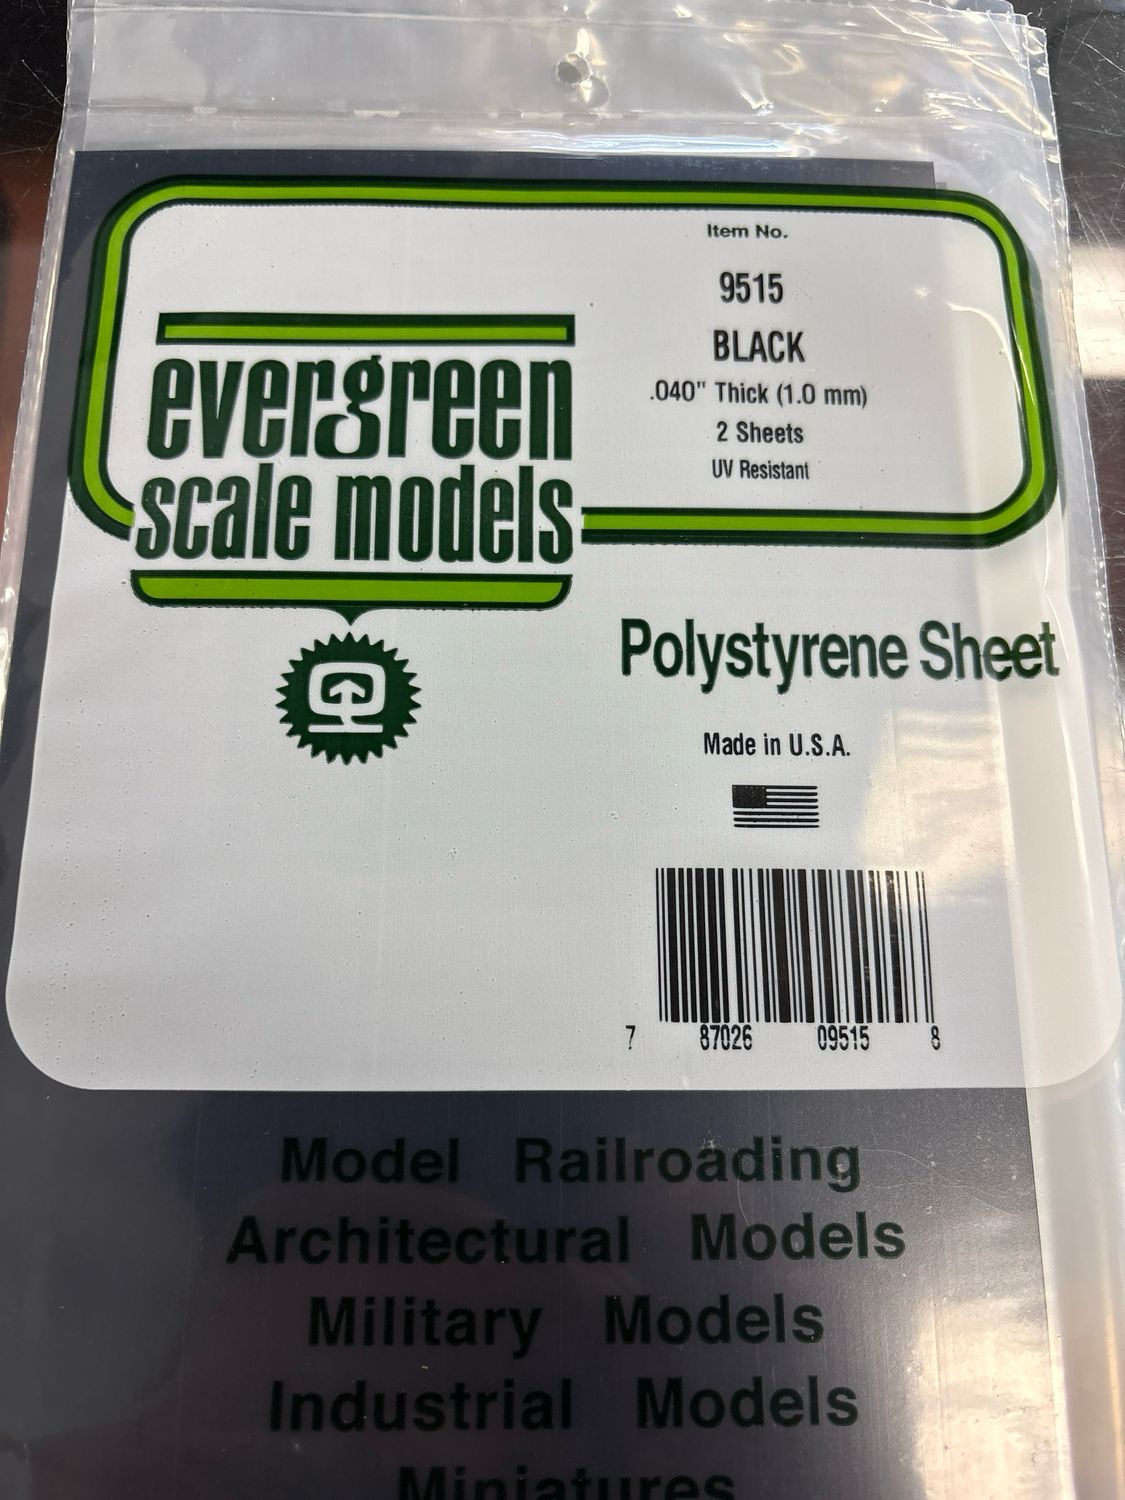 Item No.
9515
BLACK
.040" Thick (1.0 mm)
2 Sheets
UV Resistant
evergreen
scale models
Polystyrene Sheet
Made in U.S.A.
7 87026 09515 8
Model Railroading
Architectural Models
Military Models
Industrial Models
Miniatures